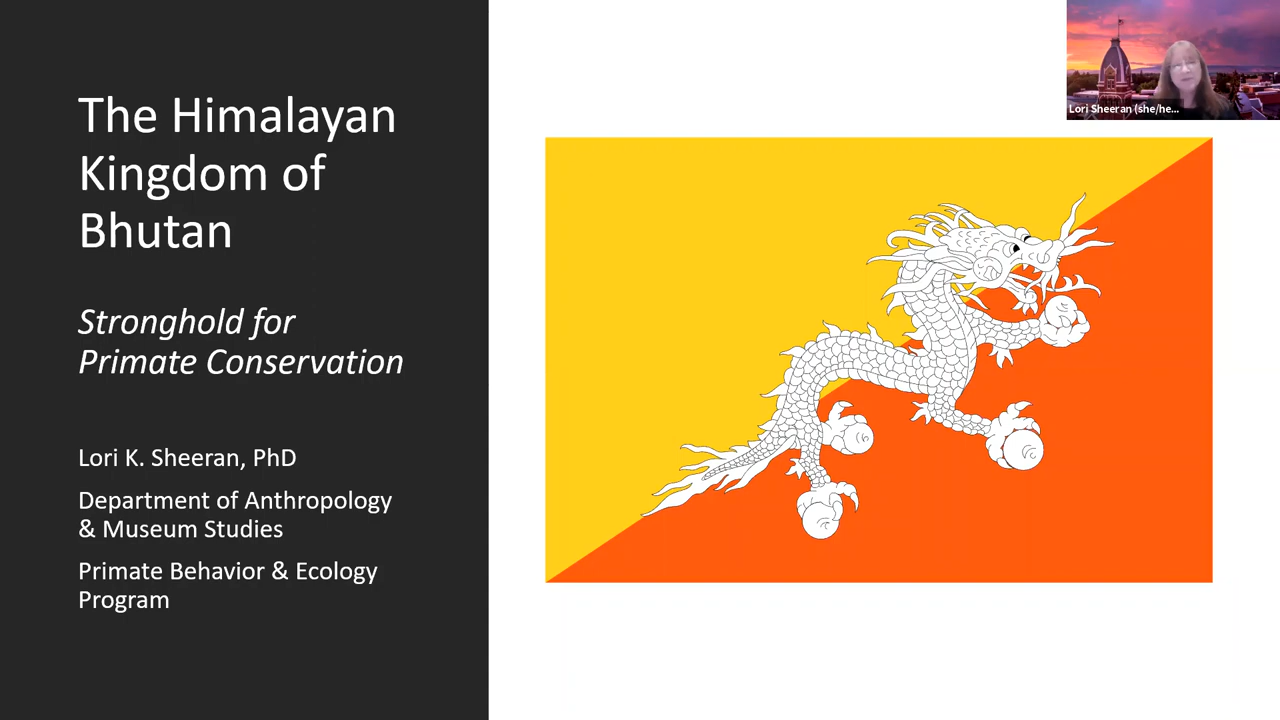 The Himalayan
Kingdom of
Bhutan
Stronghold for
Primate Conservation
Lori K. Sheeran, PhD
Department of Anthropology
& Museum Studies
Primate Behavior & Ecology
Program
Lori Sheeran (she/he...